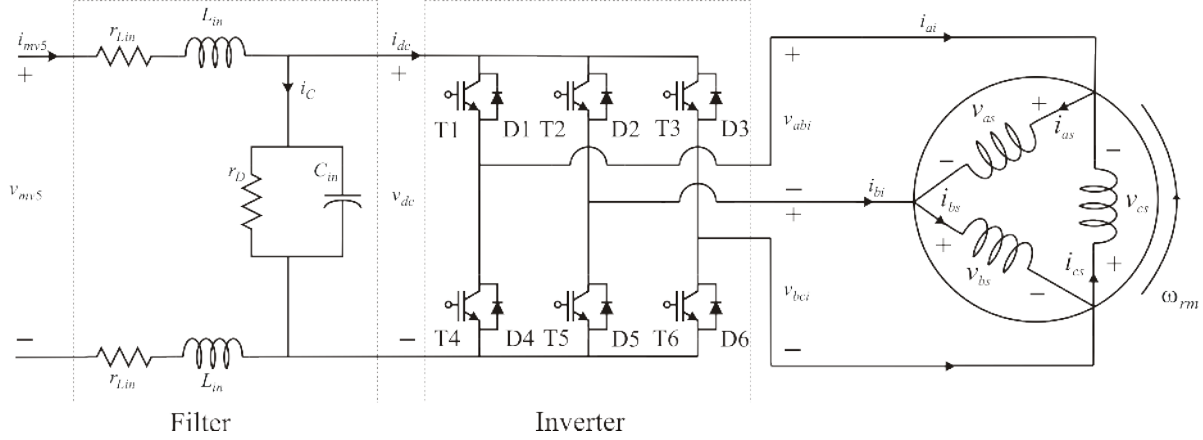 i_mv5
+
r_Lin
L_in
i_dc
+
i_C
r_D
C_in
v_mv5
v_dc
−
−
r_Lin
L_in
Filter
T1 D1 T2 D2 T3 D3
T4 D4 T5 D5 T6 D6
Inverter
i_ai
+
v_abi
−
+
i_bi
v_bci
−
v_as
+
i_as
−
−
v_cs
i_bs
+
v_bs
−
i_cs
+
ω_rm